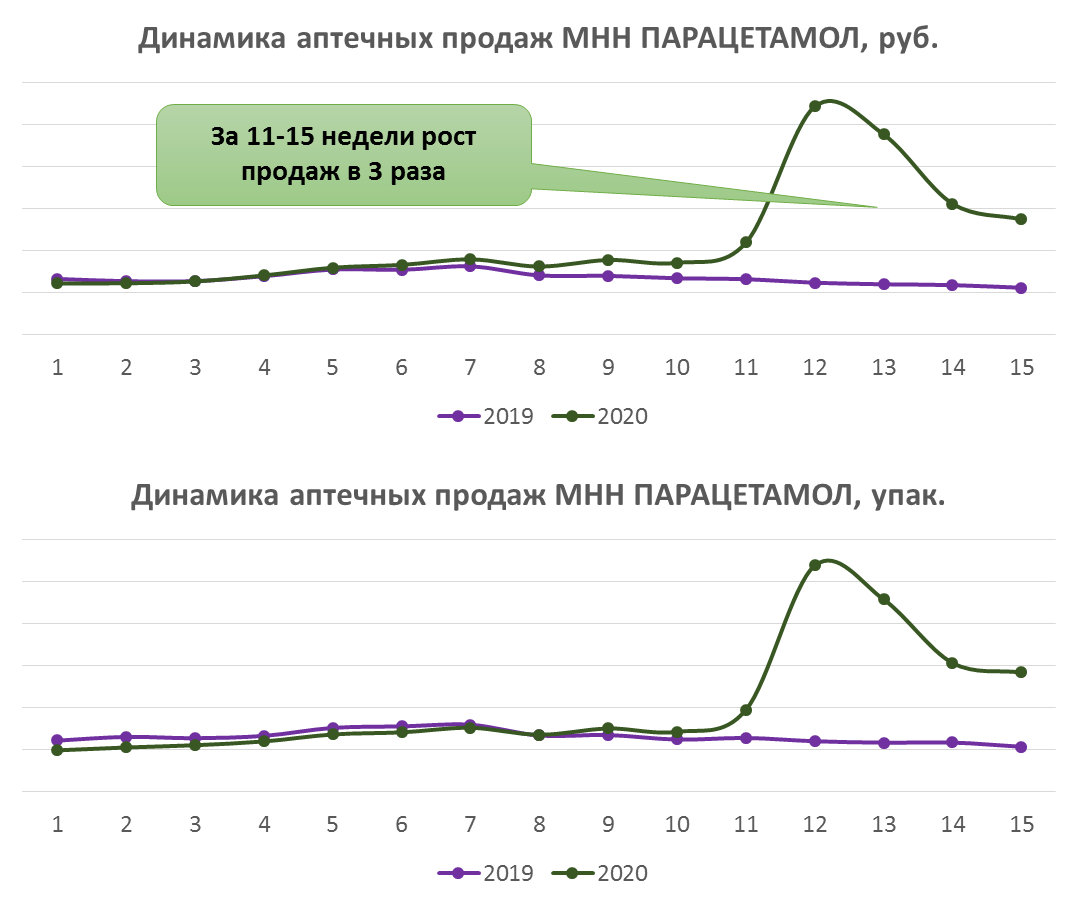 Динамика аптечных продаж МНН ПАРАЦЕТАМОЛ, руб.
За 11-15 недели рост
продаж в 3 раза
1 2 3 4 5 6 7 8 9 10 11 12 13 14 15
2019 2020
Динамика аптечных продаж МНН ПАРАЦЕТАМОЛ, упак.
1 2 3 4 5 6 7 8 9 10 11 12 13 14 15
2019 2020